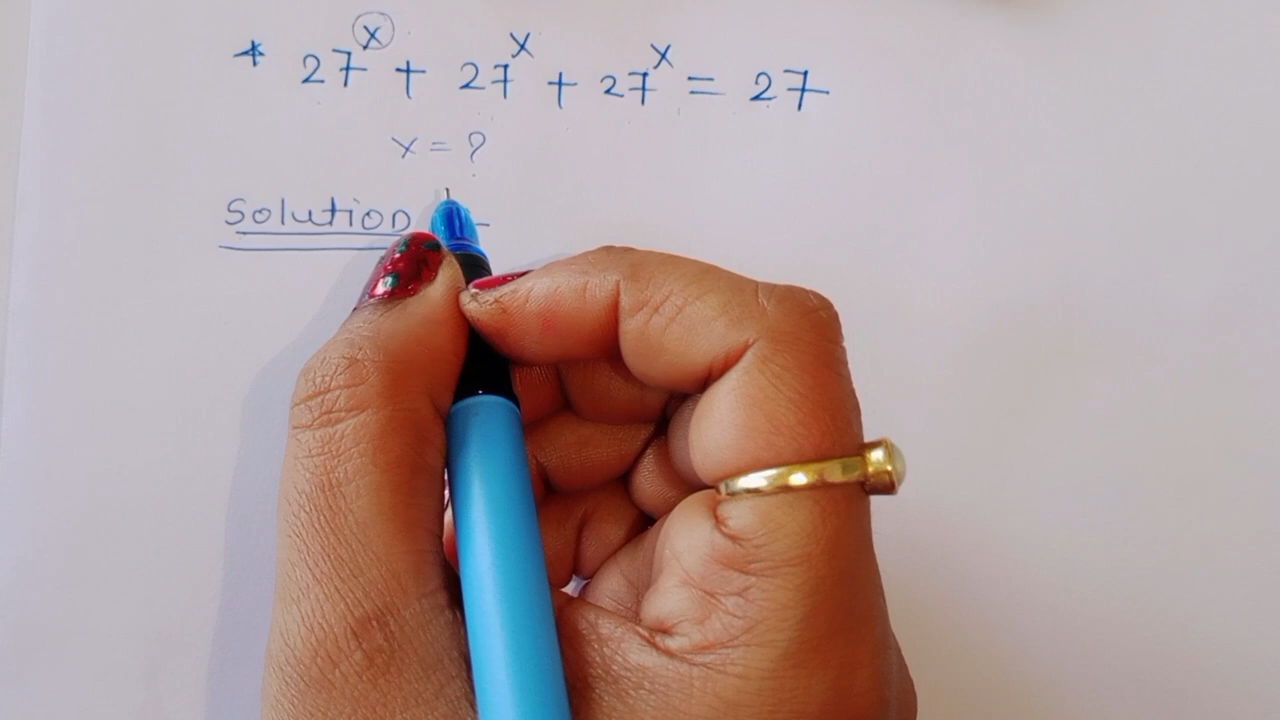 * 27^x + 27^x + 27^x = 27
x = ?
Solution